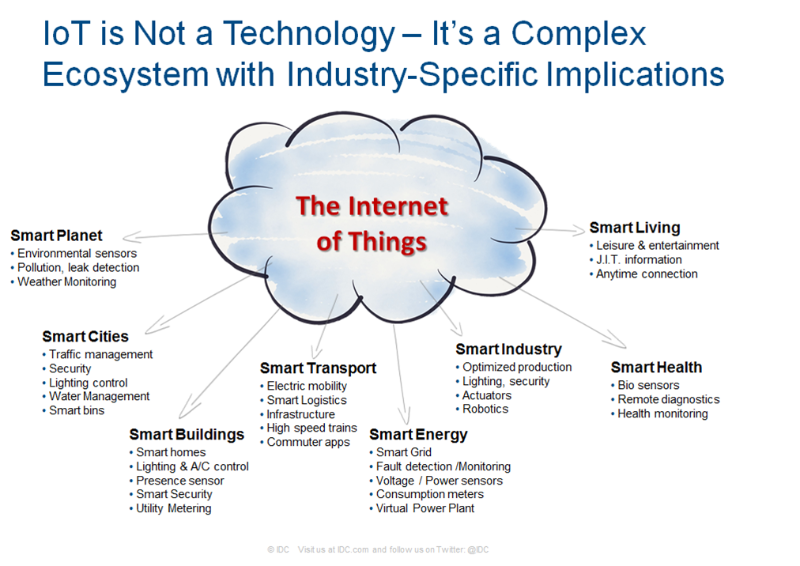 IoT is Not a Technology – It's a Complex
Ecosystem with Industry-Specific Implications
The Internet
of Things
Smart Planet
• Environmental sensors
• Pollution, leak detection
• Weather Monitoring
Smart Cities
• Traffic management
• Security
• Lighting control
• Water Management
• Smart bins
Smart Buildings
• Smart homes
• Lighting & A/C control
• Presence sensor
• Smart Security
• Utility Metering
Smart Transport
• Electric mobility
• Smart Logistics
• Infrastructure
• High speed trains
• Commuter apps
Smart Energy
• Smart Grid
• Fault detection /Monitoring
• Voltage / Power sensors
• Consumption meters
• Virtual Power Plant
Smart Industry
• Optimized production
• Lighting, security
• Actuators
• Robotics
Smart Health
• Bio sensors
• Remote diagnostics
• Health monitoring
Smart Living
• Leisure & entertainment
• J.I.T. information
• Anytime connection
© IDC Visit us at IDC.com and follow us on Twitter: @IDC